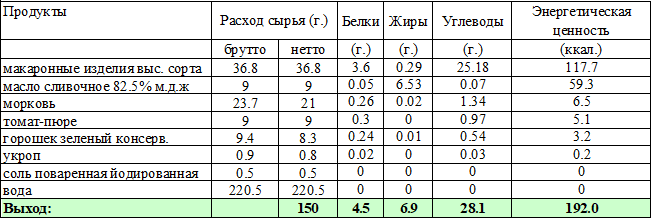 Продукты Расход сырья (г.) Белки Жиры Углеводы Энергетическая ценность
брутто нетто (г.) (г.) (г.) (ккал.)
макаронные изделия выс. сорта 36.8 36.8 3.6 0.29 25.18 117.7
масло сливочное 82.5% м.д.ж 9 9 0.05 6.53 0.07 59.3
морковь 23.7 21 0.26 0.02 1.34 6.5
томат-пюре 9 9 0.3 0 0.97 5.1
горошек зеленый консерв. 9.4 8.3 0.24 0.01 0.54 3.2
укроп 0.9 0.8 0.02 0 0.03 0.2
соль поваренная йодированная 0.5 0.5 0 0 0 0
вода 220.5 220.5 0 0 0 0
Выход: 150 4.5 6.9 28.1 192.0